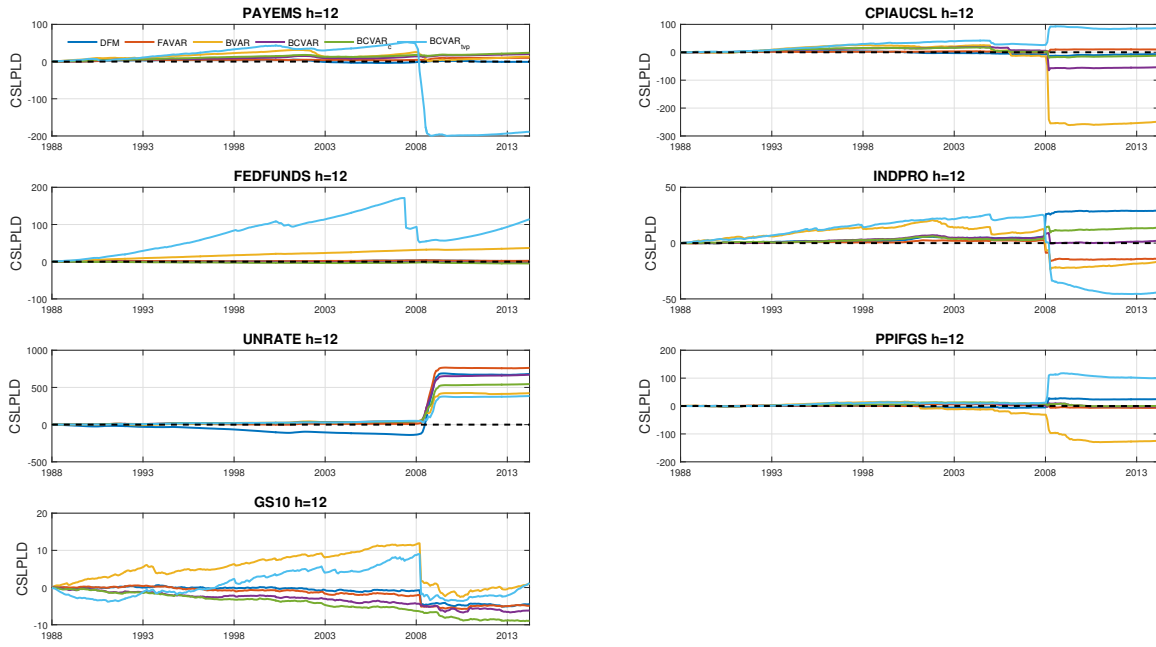 PAYEMS h=12
DFM FAVAR BVAR BCVAR BCVARc BCVARtvp
CSLPLD
100
0
-100
-200
1988 1993 1998 2003 2008 2013
CPIAUCSL h=12
CSLPLD
100
0
-100
-200
-300
1988 1993 1998 2003 2008 2013
FEDFUNDS h=12
CSLPLD
200
100
0
-100
1988 1993 1998 2003 2008 2013
INDPRO h=12
CSLPLD
50
0
-50
1988 1993 1998 2003 2008 2013
UNRATE h=12
CSLPLD
1000
500
0
-500
1988 1993 1998 2003 2008 2013
PPIFGS h=12
CSLPLD
200
100
0
-100
-200
1988 1993 1998 2003 2008 2013
GS10 h=12
CSLPLD
20
10
0
-10
1988 1993 1998 2003 2008 2013